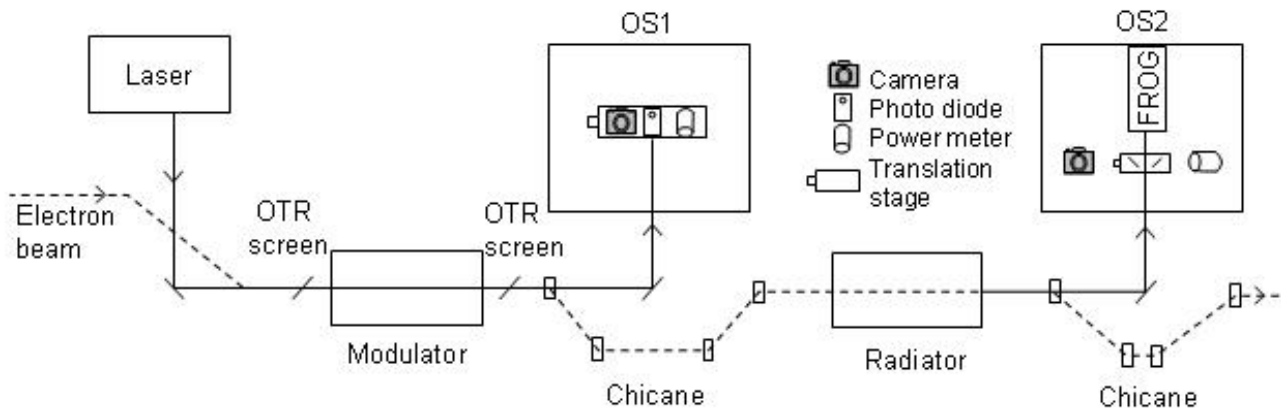 OS1
OS2
Laser
Camera
Photo diode
Power meter
Translation
stage
FROG
Electron
beam
OTR
screen
OTR
screen
Modulator
Radiator
Chicane
Chicane